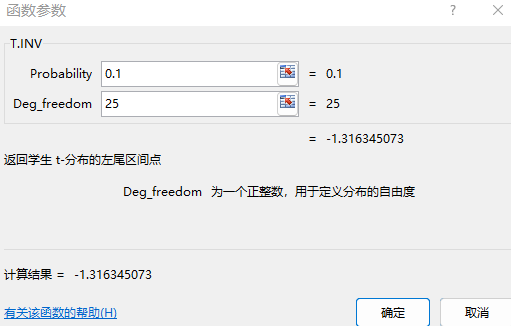 函数参数 ? ×
T.INV
Probability 0.1 = 0.1
Deg_freedom 25 = 25
= -1.316345073
返回学生 t-分布的左尾区间点
Deg_freedom 为一个正整数，用于定义分布的自由度
计算结果 = -1.316345073
有关该函数的帮助(H) 确定 取消